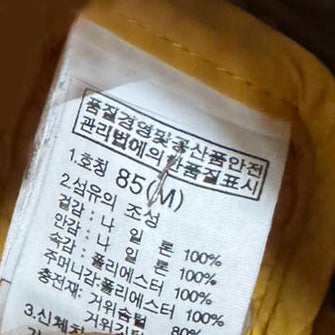 품질경영및공산품안전
관리법에의한품질표시
1.호칭 85(M)
2.섬유의 조성
겉감 : 나 일 론 100%
안감 : 나 일 론 100%
속감 : 폴리에스터 100%
주머니감:폴리에스터 100%
충전재: 거위솜털 80%
거위깃털
3.신체치